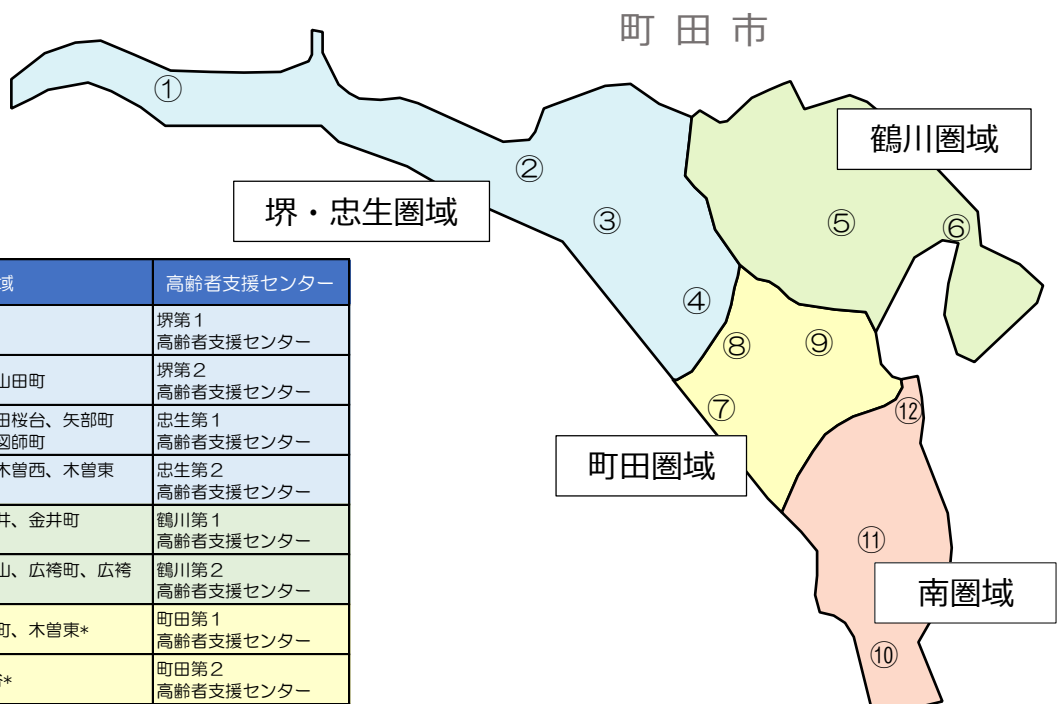 町田市
①
鶴川圏域
②
堺・忠生圏域
③
⑤
⑥
域
高齢者支援センター
④
堺第1
高齢者支援センター
⑧
⑨
山田町
堺第2
高齢者支援センター
⑦
⑫
田桜台、矢部町
図師町
忠生第1
高齢者支援センター
町田圏域
木曽西、木曽東
忠生第2
高齢者支援センター
井、金井町
鶴川第1
高齢者支援センター
⑪
山、広袴町、広袴
鶴川第2
高齢者支援センター
南圏域
町、木曽東*
町田第1
高齢者支援センター
⑩
町田第2
高齢者支援センター